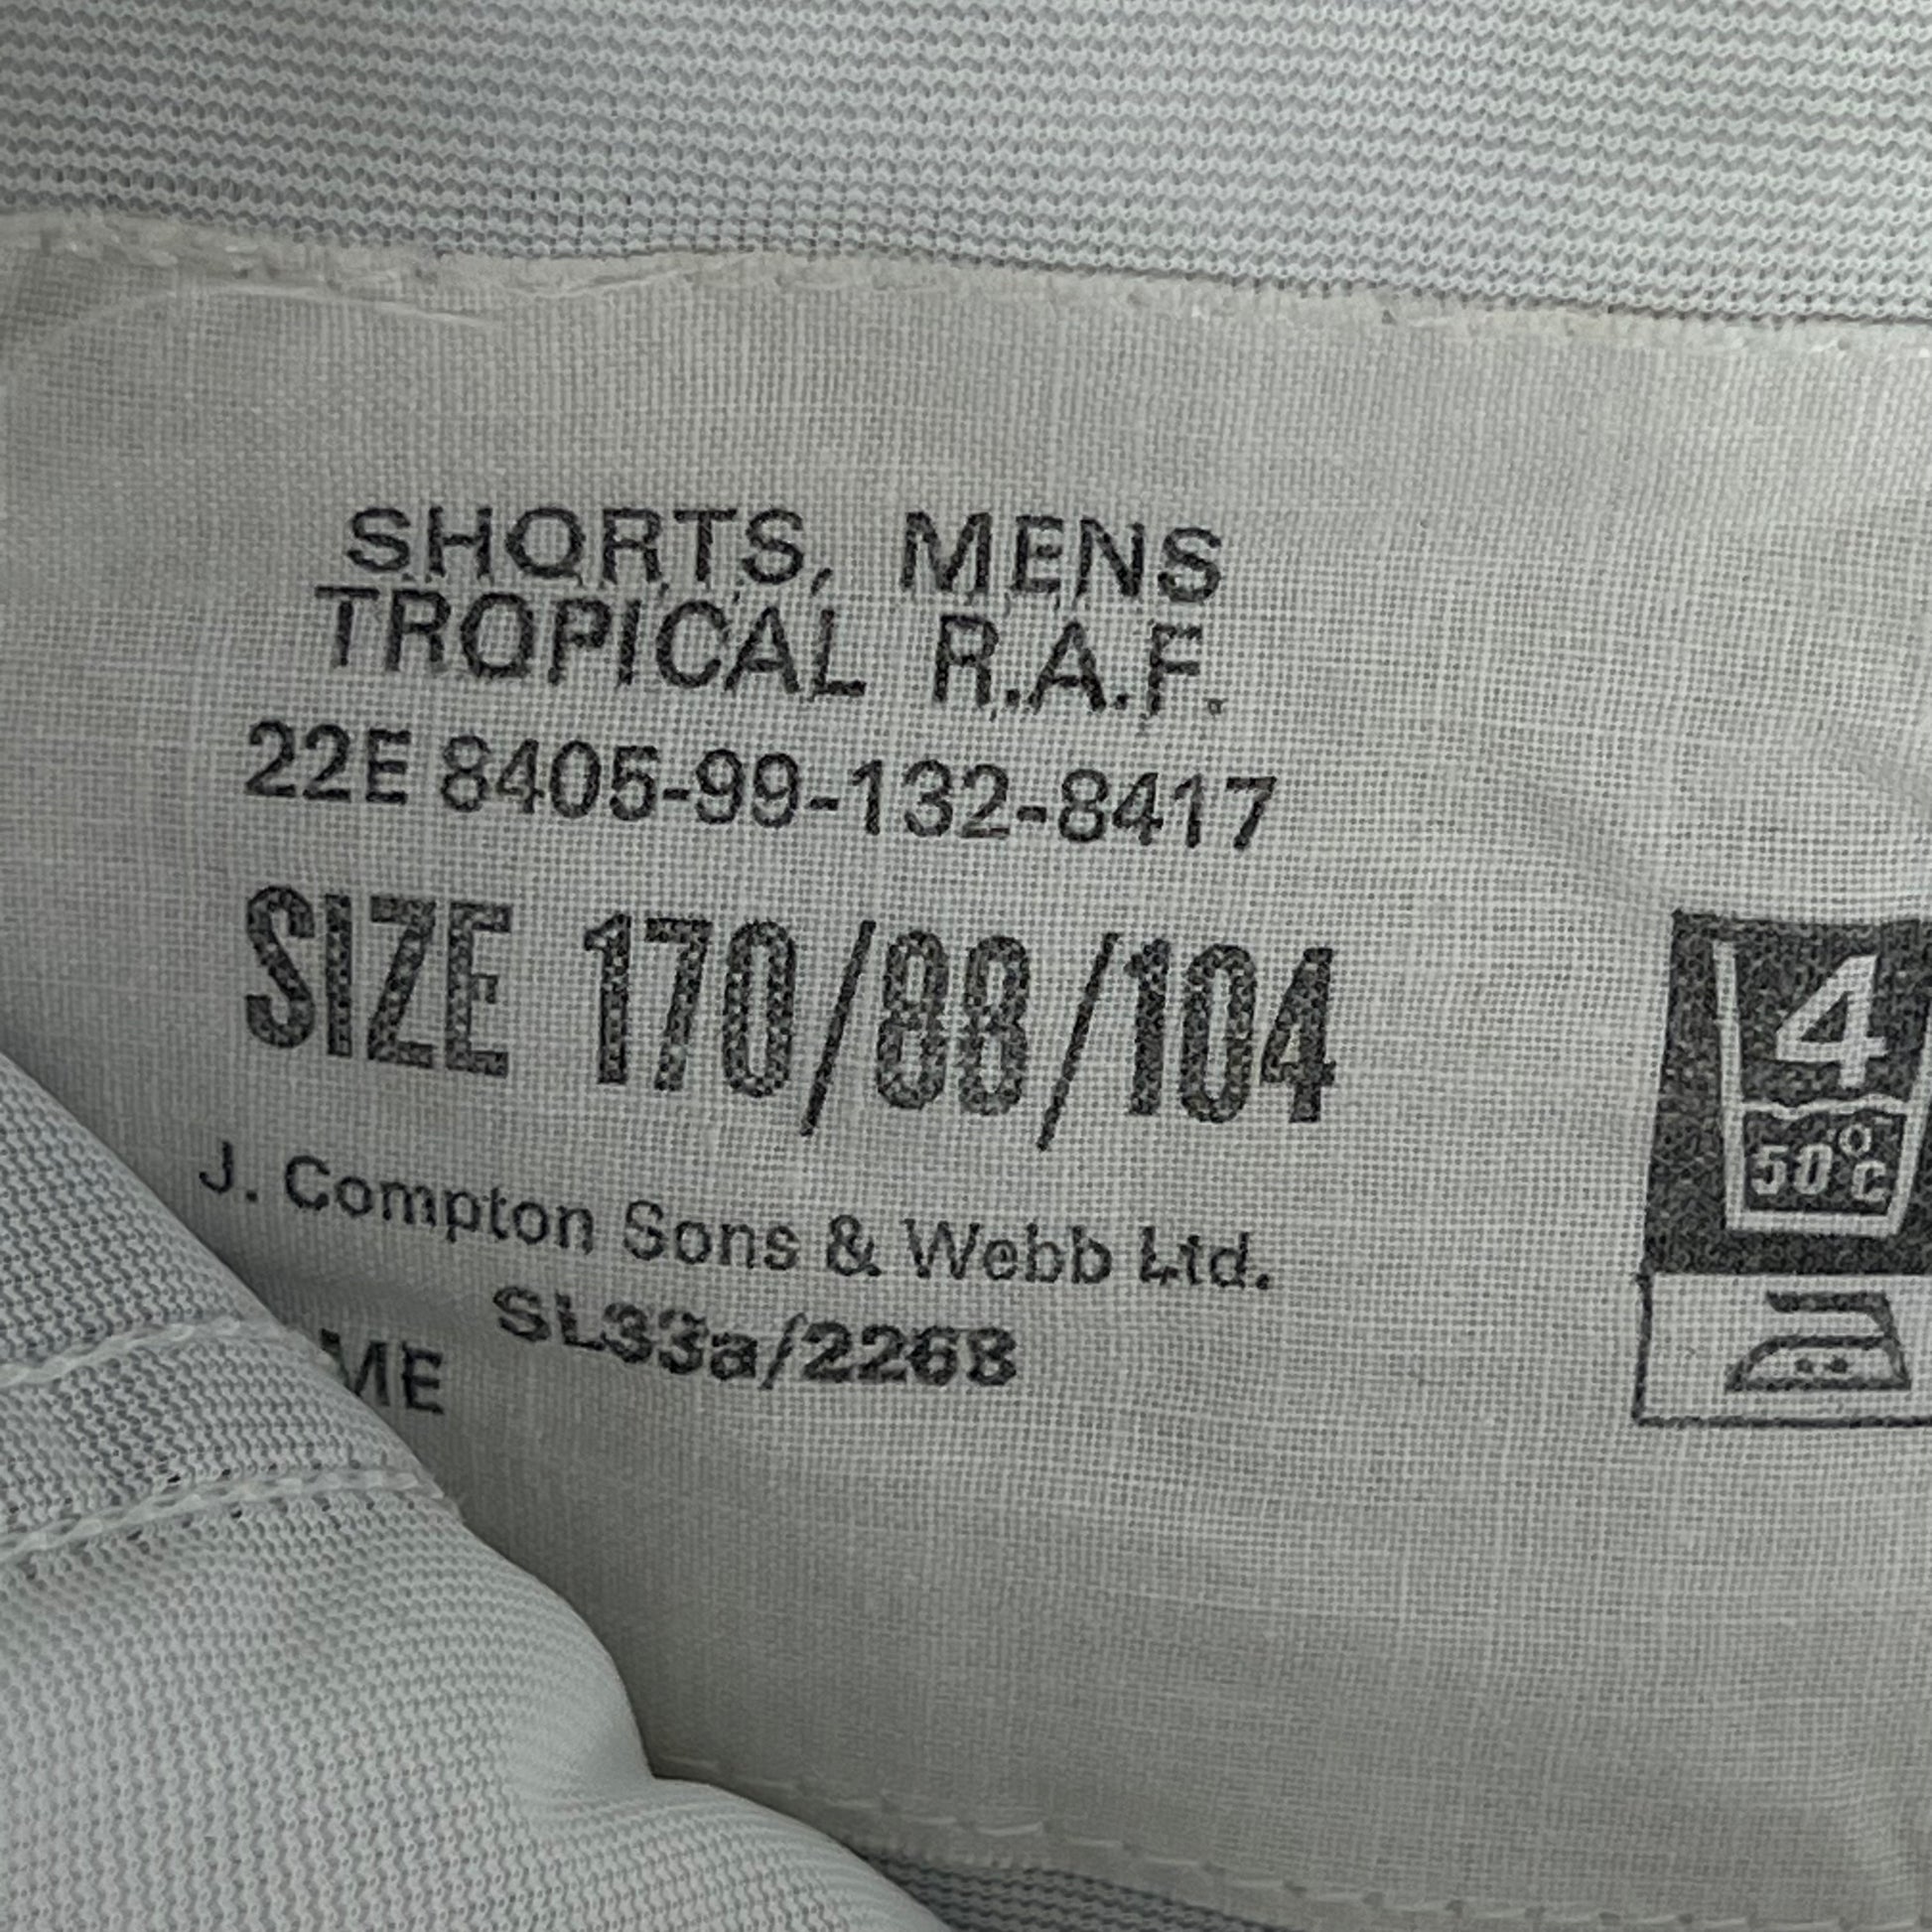 SHORTS, MENS
TROPICAL R.A.F.
22E 8405-99-132-8417
SIZE 170/88/104
J. Compton Sons & Webb Ltd.
SL33a/2268
ME
4
50°C